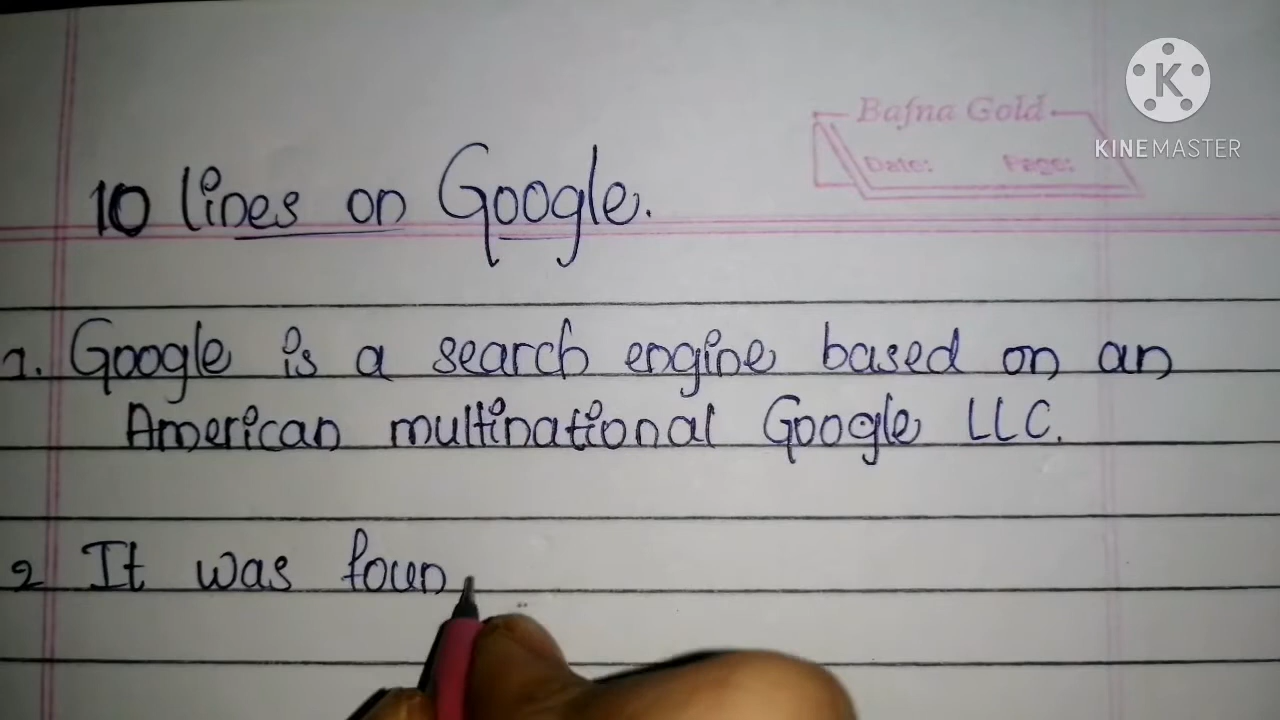 Bafna Gold
Date: Page:
KINEMASTER
10 lines on Google.
1. Google is a search engine based on an
American multinational Google LLC.
2 It was foun